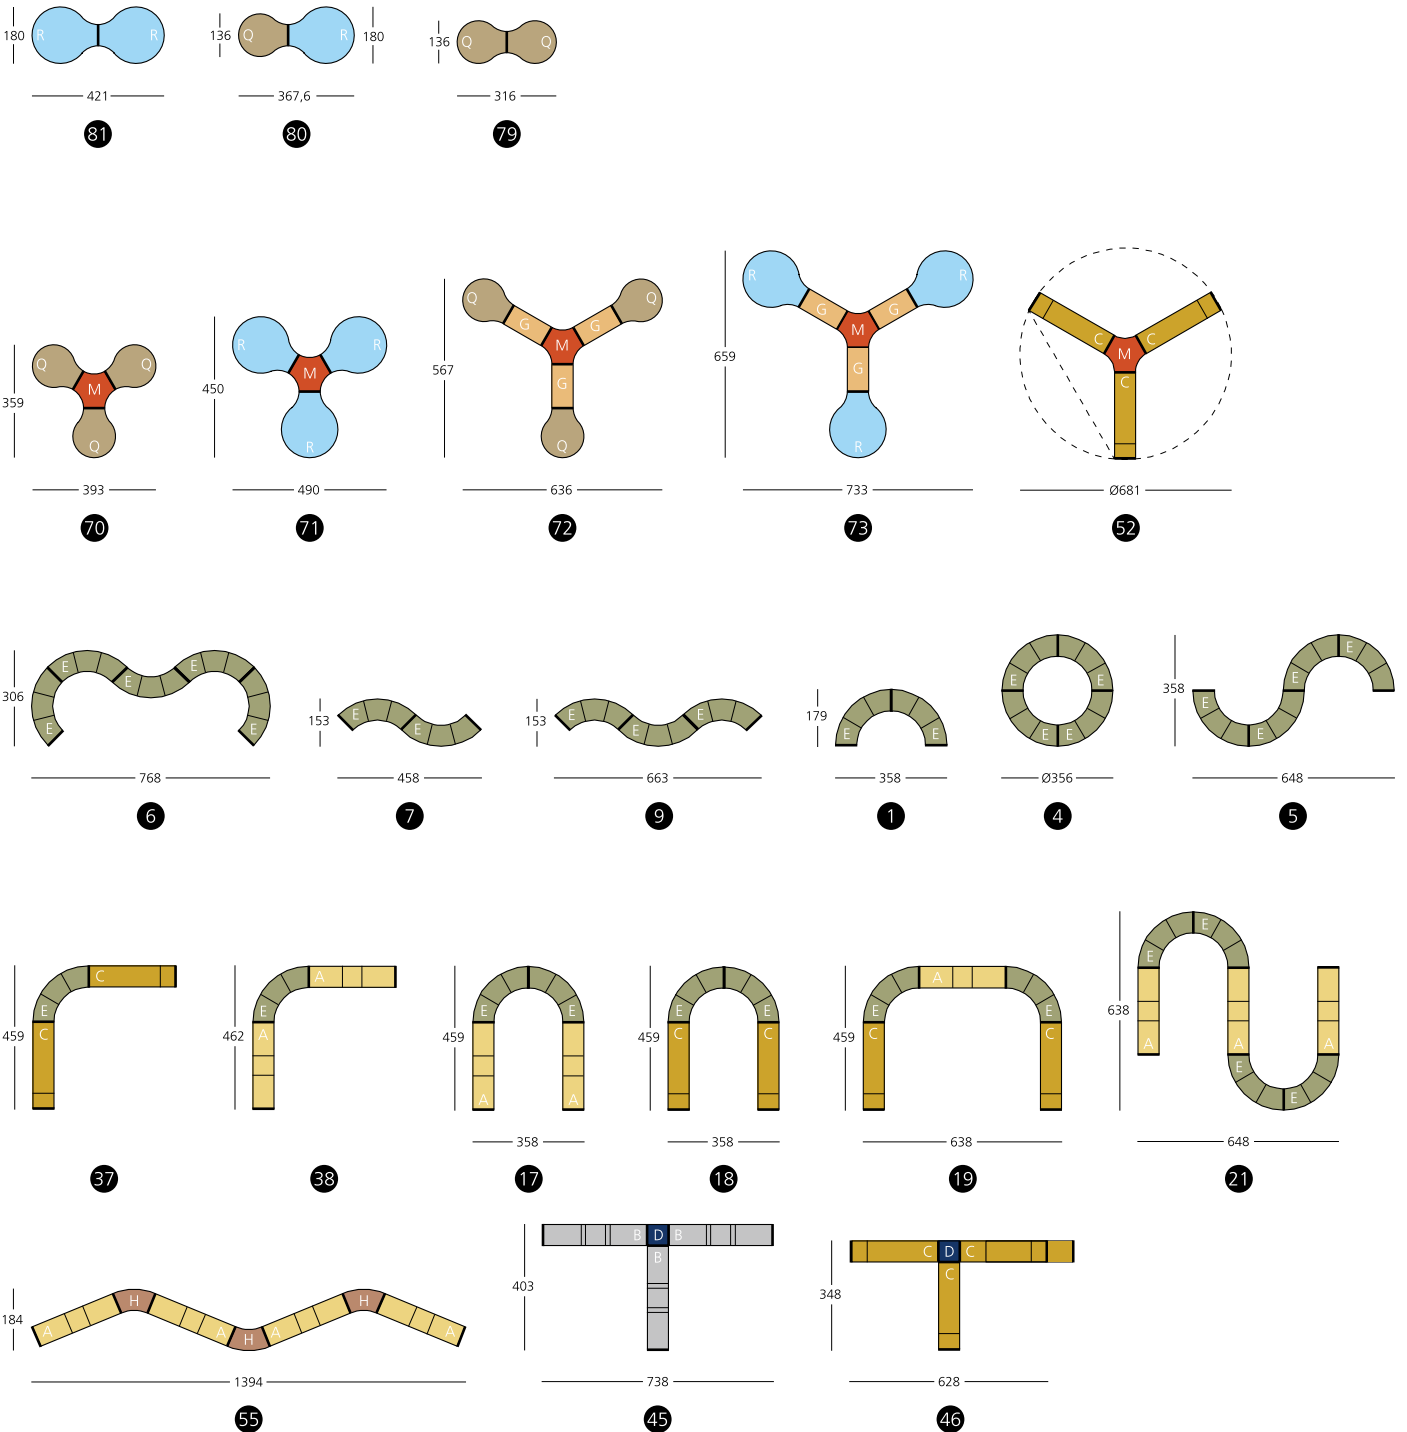 180 R R 136 Q R 180 136 Q Q
421 367,6 316
81 80 79
R R
Q Q R R Q Q
G G G G C C
M M M M M
659
567
Q Q 450 G G C
359
Q R Q R
393 490 636 733 Ø681
70 71 72 73 52
E E E
306 E E E E E E E 358 E E
153 E E 153 E E E 179 E E E E E
768 458 663 358 Ø356 648
6 7 9 1 4 5
E E
C A A
E E E E E E E E 638
459 C 462 A 459 459 C C 459 C C A A A
A A E E
358 358 638 648
37 38 17 18 19 21
B D B C D C
B C
403 348
184 A H A H A H A
1394 738 628
55 45 46